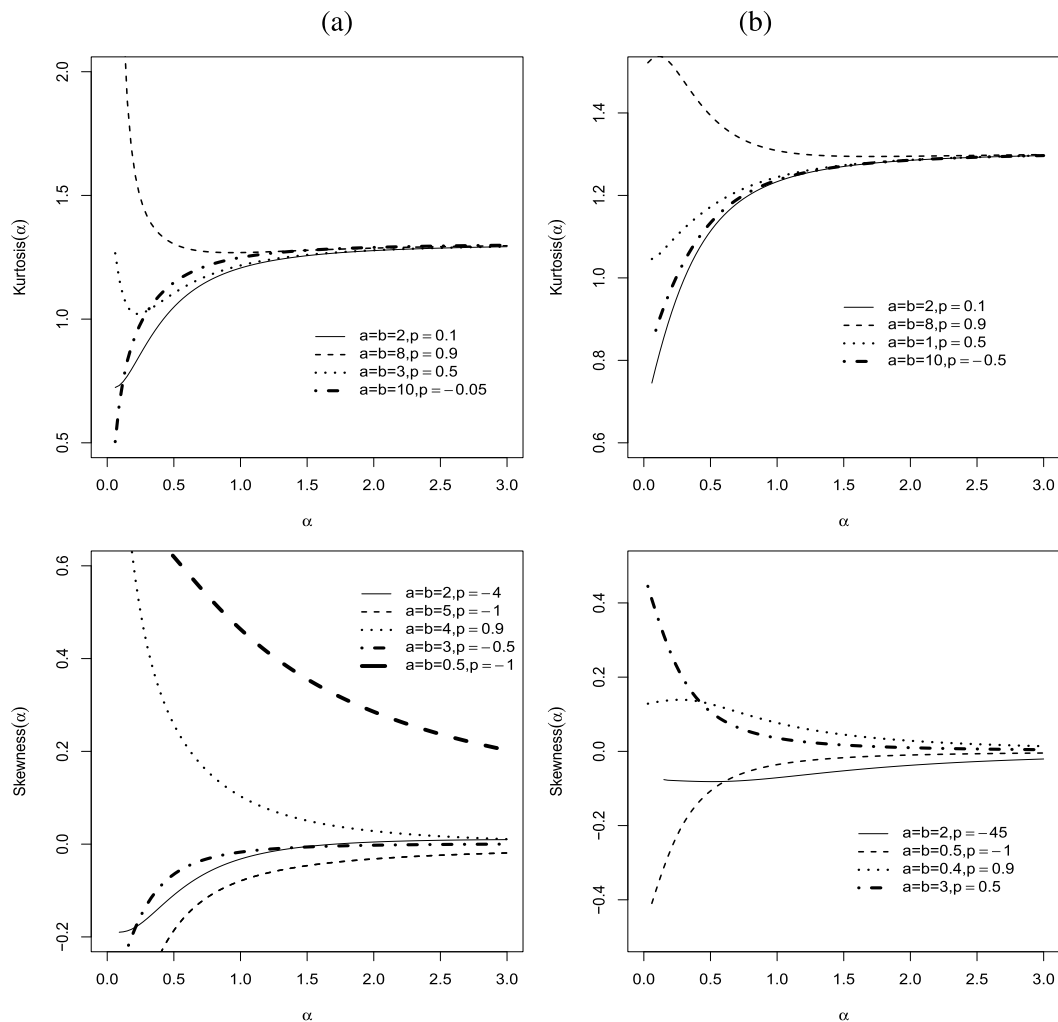 (a)
(b)
Kurtosis(α)
2.0
1.5
1.0
0.5
a=b=2,p=0.1
a=b=8,p=0.9
a=b=3,p=0.5
a=b=10,p=−0.05
0.0 0.5 1.0 1.5 2.0 2.5 3.0
α
Kurtosis(α)
1.4
1.2
1.0
0.8
0.6
a=b=2,p=0.1
a=b=8,p=0.9
a=b=1,p=0.5
a=b=10,p=−0.5
0.0 0.5 1.0 1.5 2.0 2.5 3.0
α
Skewness(α)
0.6
0.4
0.2
0.0
−0.2
a=b=2,p=−4
a=b=5,p=−1
a=b=4,p=0.9
a=b=3,p=−0.5
a=b=0.5,p=−1
0.0 0.5 1.0 1.5 2.0 2.5 3.0
α
Skewness(α)
0.4
0.2
0.0
−0.2
−0.4
a=b=2,p=−45
a=b=0.5,p=−1
a=b=0.4,p=0.9
a=b=3,p=0.5
0.0 0.5 1.0 1.5 2.0 2.5 3.0
α